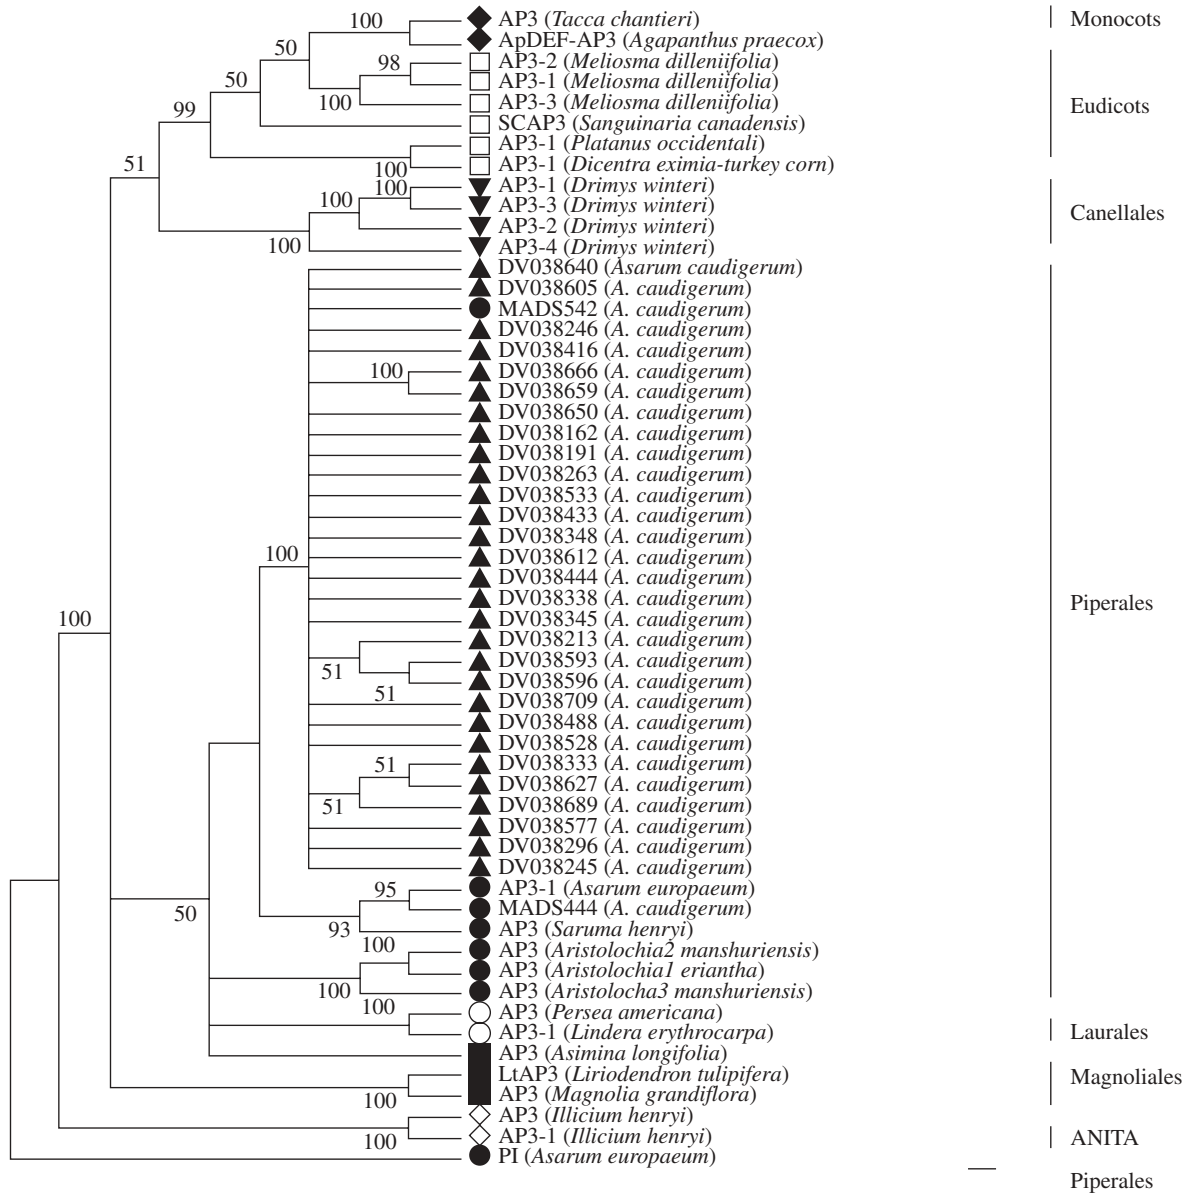 100
AP3 (Tacca chantieri)
Monocots
ApDEF-AP3 (Agapanthus praecox)
50
98
AP3-2 (Meliosma dilleniifolia)
50
AP3-1 (Meliosma dilleniifolia)
100
AP3-3 (Meliosma dilleniifolia)
Eudicots
99
SCAP3 (Sanguinaria canadensis)
AP3-1 (Platanus occidentali)
51
100
AP3-1 (Dicentra eximia-turkey corn)
100
AP3-1 (Drimys winteri)
100
AP3-3 (Drimys winteri)
Canellales
AP3-2 (Drimys winteri)
100
AP3-4 (Drimys winteri)
DV038640 (Asarum caudigerum)
DV038605 (A. caudigerum)
MADS542 (A. caudigerum)
DV038246 (A. caudigerum)
DV038416 (A. caudigerum)
100
DV038666 (A. caudigerum)
DV038659 (A. caudigerum)
DV038650 (A. caudigerum)
DV038162 (A. caudigerum)
DV038191 (A. caudigerum)
DV038263 (A. caudigerum)
DV038533 (A. caudigerum)
DV038433 (A. caudigerum)
DV038348 (A. caudigerum)
100
DV038612 (A. caudigerum)
DV038444 (A. caudigerum)
DV038338 (A. caudigerum)
Piperales
DV038345 (A. caudigerum)
100
DV038213 (A. caudigerum)
DV038593 (A. caudigerum)
51
DV038596 (A. caudigerum)
51
DV038709 (A. caudigerum)
DV038488 (A. caudigerum)
DV038528 (A. caudigerum)
51
DV038333 (A. caudigerum)
DV038627 (A. caudigerum)
51
DV038689 (A. caudigerum)
DV038577 (A. caudigerum)
DV038296 (A. caudigerum)
DV038245 (A. caudigerum)
95
AP3-1 (Asarum europaeum)
50
MADS444 (A. caudigerum)
93
AP3 (Saruma henryi)
100
AP3 (Aristolochia2 manshuriensis)
AP3 (Aristolochia1 eriantha)
100
AP3 (Aristolocha3 manshuriensis)
100
AP3 (Persea americana)
AP3-1 (Lindera erythrocarpa)
Laurales
AP3 (Asimina longifolia)
LtAP3 (Liriodendron tulipifera)
Magnoliales
100
AP3 (Magnolia grandiflora)
AP3 (Illicium henryi)
100
AP3-1 (Illicium henryi)
ANITA
PI (Asarum europaeum)
Piperales